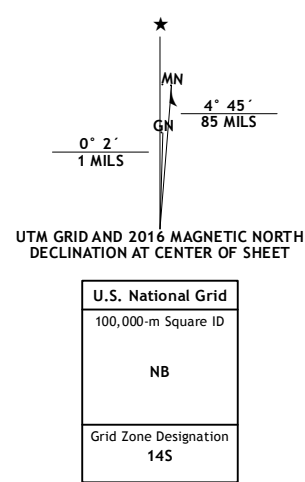 MN
GN
4° 45´
85 MILS
0° 2´
1 MILS
UTM GRID AND 2016 MAGNETIC NORTH
DECLINATION AT CENTER OF SHEET
U.S. National Grid
100,000-m Square ID
NB
Grid Zone Designation
14S